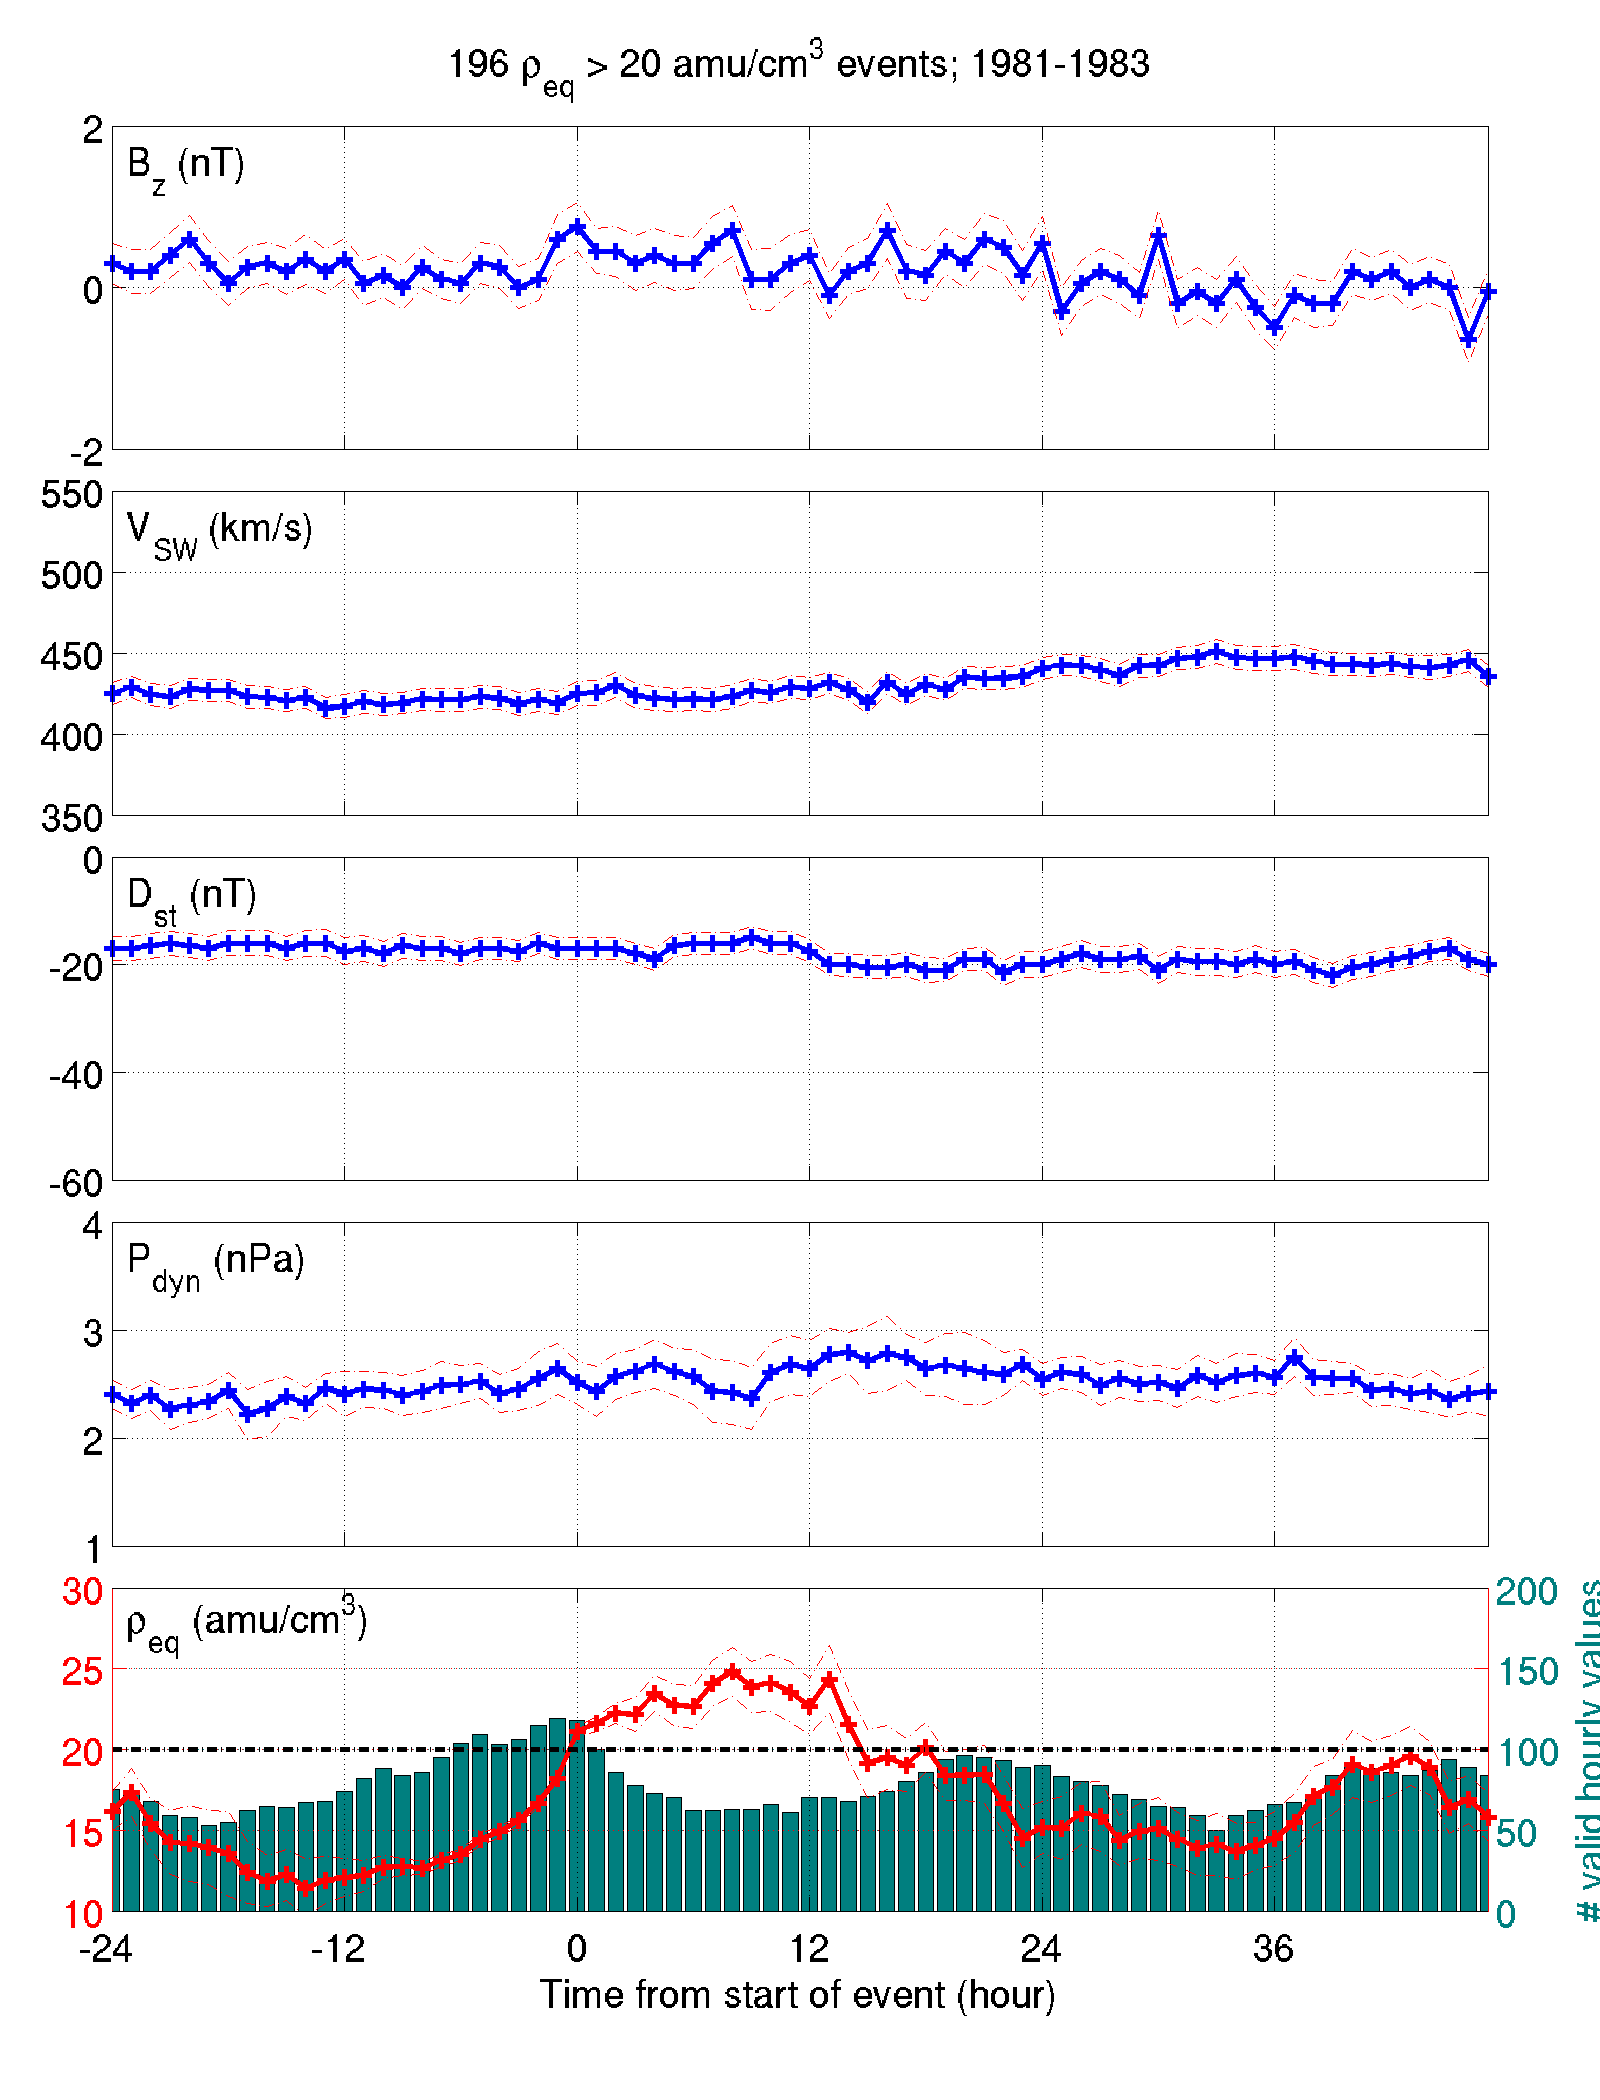 196 ρeq > 20 amu/cm³ events; 1981-1983
2
Bz (nT)
0
-2
550
VSW (km/s)
500
450
400
350
0
Dst (nT)
-20
-40
-60
4
Pdyn (nPa)
3
2
1
30
ρeq (amu/cm³)
25
20
15
10
200
150
100
50
0
# valid hourly values
-24 -12 0 12 24 36
Time from start of event (hour)